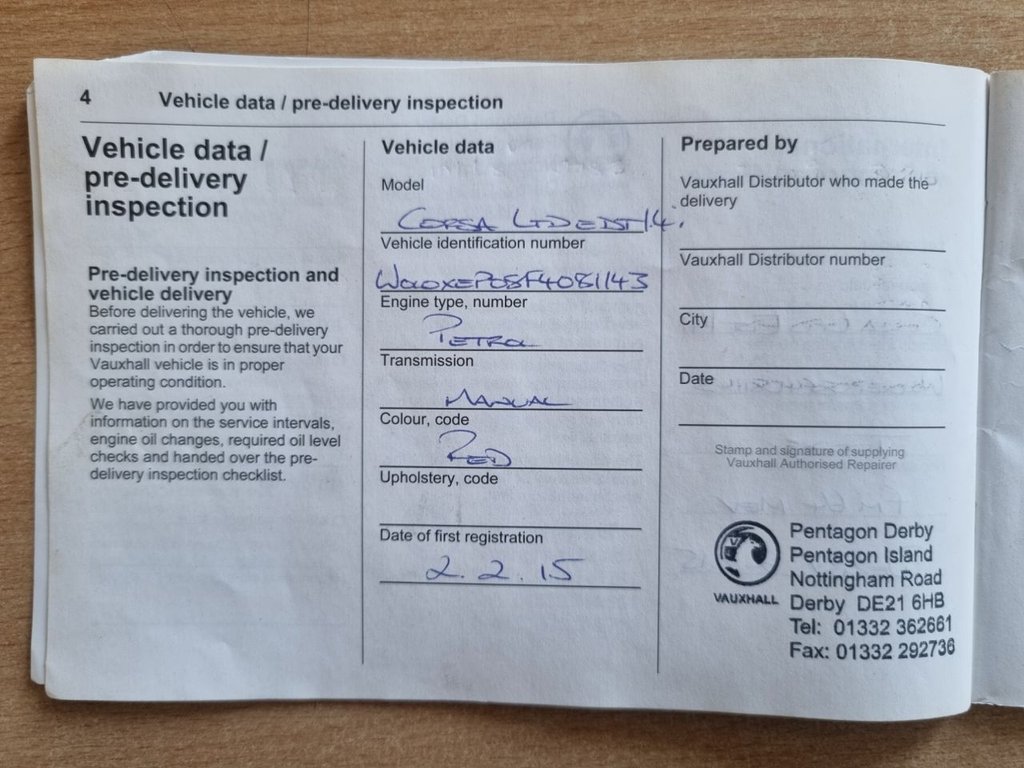 4 Vehicle data / pre-delivery inspection
Vehicle data /
pre-delivery
inspection
Pre-delivery inspection and
vehicle delivery
Before delivering the vehicle, we
carried out a thorough pre-delivery
inspection in order to ensure that your
Vauxhall vehicle is in proper
operating condition.
We have provided you with
information on the service intervals,
engine oil changes, required oil level
checks and handed over the pre-
delivery inspection checklist.
Vehicle data
Model
CORSA LTD EDST 1.4.
Vehicle identification number
Engine type, number
PETROL
Transmission
MANUAL
Colour, code
RED
Upholstery, code
Date of first registration
2.2.15
Prepared by
Vauxhall Distributor who made the
delivery
Vauxhall Distributor number
City
Date
Stamp and signature of supplying
Vauxhall Authorised Repairer
VAUXHALL
Pentagon Derby
Pentagon Island
Nottingham Road
Derby DE21 6HB
Tel: 01332 362661
Fax: 01332 292736